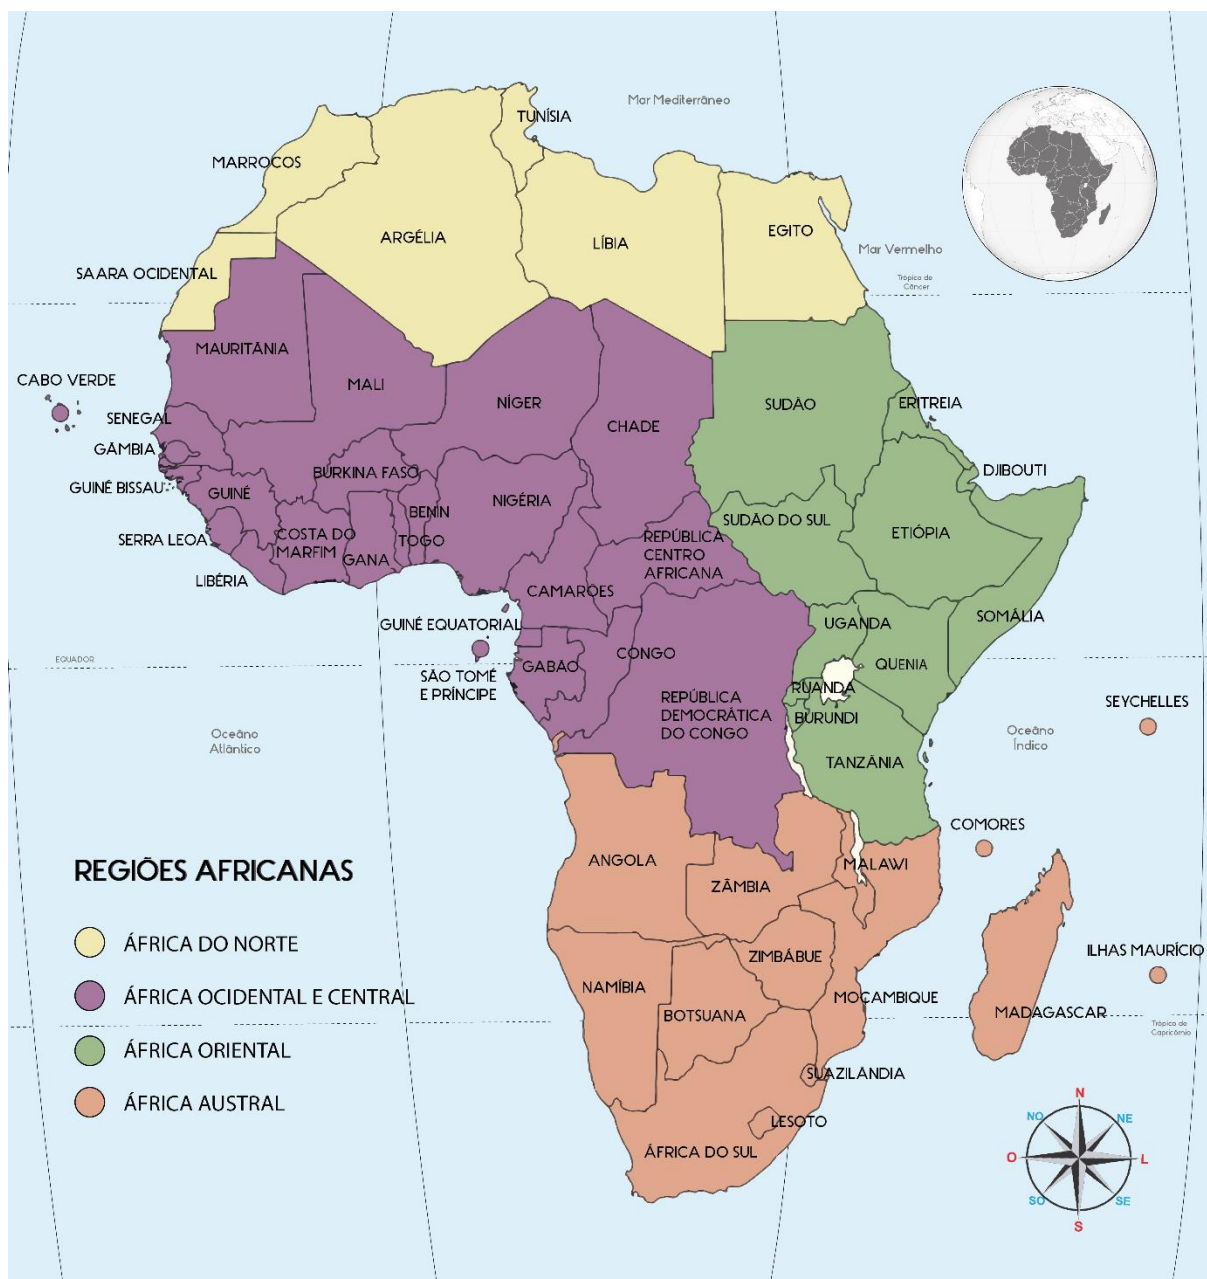 Mar Mediterrâneo
TUNÍSIA
MARROCOS
ARGÉLIA
LÍBIA
EGITO
Mar Vermelho
SAARA OCIDENTAL
Trópico de
Câncer
MAURITÂNIA
CABO VERDE
MALI
NÍGER
CHADE
SUDÃO
ERITREIA
SENEGAL
GÂMBIA
DJIBOUTI
BURKINA FASO
GUINÉ BISSAU
GUINÉ
NIGÉRIA
BENIN
SUDÃO DO SUL
ETIÓPIA
SERRA LEOA
COSTA DO
MARFIM
TOGO
GANA
REPÚBLICA
CENTRO
AFRICANA
LIBÉRIA
CAMARÕES
GUINÉ EQUATORIAL
UGANDA
SOMÁLIA
EQUADOR
GABÃO
CONGO
QUENIA
SÃO TOMÉ
E PRÍNCIPE
RUANDA
REPÚBLICA
DEMOCRÁTICA
DO CONGO
BURUNDI
SEYCHELLES
Oceâno
Atlântico
Oceâno
Índico
TANZÂNIA
COMORES
ANGOLA
MALAWI
ZÂMBIA
REGIÕES AFRICANAS
ÁFRICA DO NORTE
ÁFRICA OCIDENTAL E CENTRAL
ÁFRICA ORIENTAL
ÁFRICA AUSTRAL
ZIMBÁBUE
ILHAS MAURÍCIO
NAMÍBIA
MOÇAMBIQUE
BOTSUANA
MADAGASCAR
Trópico de
Capricórnio
SUAZILÂNDIA
LESOTO
ÁFRICA DO SUL
N
NO
NE
O
L
SO
SE
S